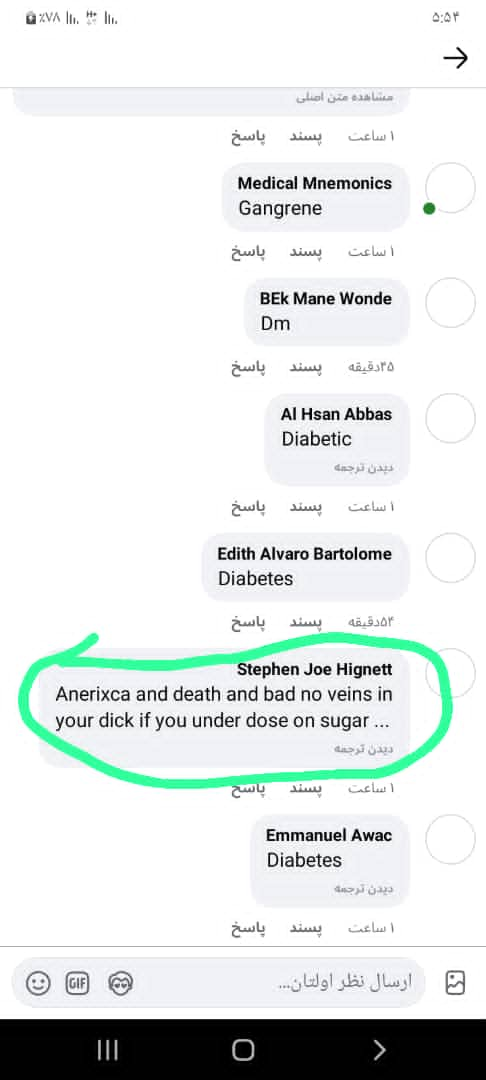 ٪۷۸ ۵:۵۴
مشاهده متن اصلی
۱ ساعت پسند پاسخ
Medical Mnemonics
Gangrene
۱ ساعت پسند پاسخ
BEk Mane Wonde
Dm
۳۵دقیقه پسند پاسخ
Al Hsan Abbas
Diabetic
دیدن ترجمه
۱ ساعت پسند پاسخ
Edith Alvaro Bartolome
Diabetes
۵۴دقیقه پسند پاسخ
Stephen Joe Hignett
Anerixca and death and bad no veins in
your dick if you under dose on sugar ...
دیدن ترجمه
۱ ساعت پسند پاسخ
Emmanuel Awac
Diabetes
دیدن ترجمه
۱ ساعت پسند پاسخ
ارسال نظر اولتان...
GIF